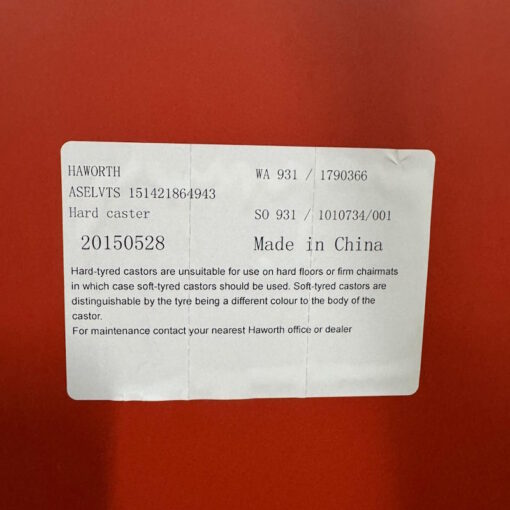 HAWORTH WA 931 / 1790366
ASELVTS 151421864943
Hard caster SO 931 / 1010734/001
20150528 Made in China
Hard-tyred castors are unsuitable for use on hard floors or firm chairmats
in which case soft-tyred castors should be used. Soft-tyred castors are
distinguishable by the tyre being a different colour to the body of the
castor.
For maintenance contact your nearest Haworth office or dealer